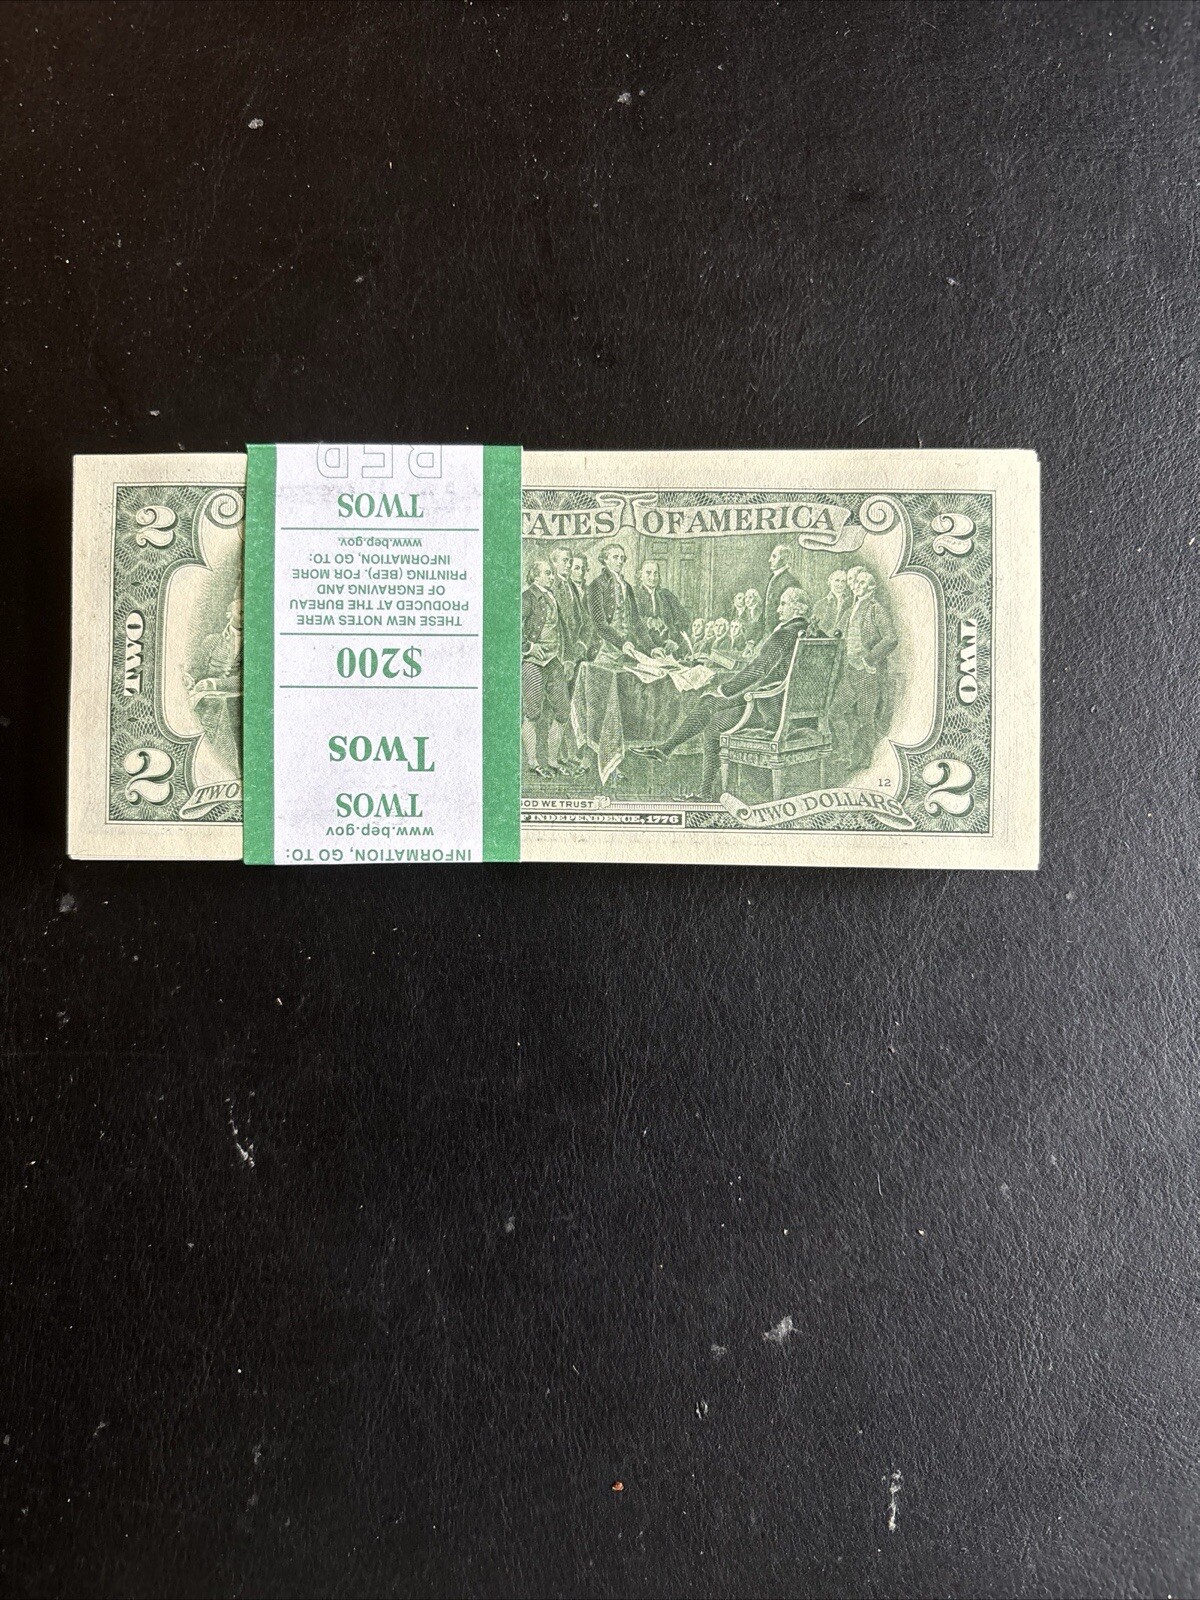 2
2
TATES OF AMERICA
TWO
TWO
2
2
TWO
GOD WE TRUST
F INDEPENDENCE, 1776
TWO DOLLARS
12
INFORMATION, GO TO:
www.bep.gov
TWOS
Twos
$200
THESE NEW NOTES WERE
PRODUCED AT THE BUREAU
OF ENGRAVING AND
PRINTING (BEP). FOR MORE
INFORMATION, GO TO:
www.bep.gov.
TWOS